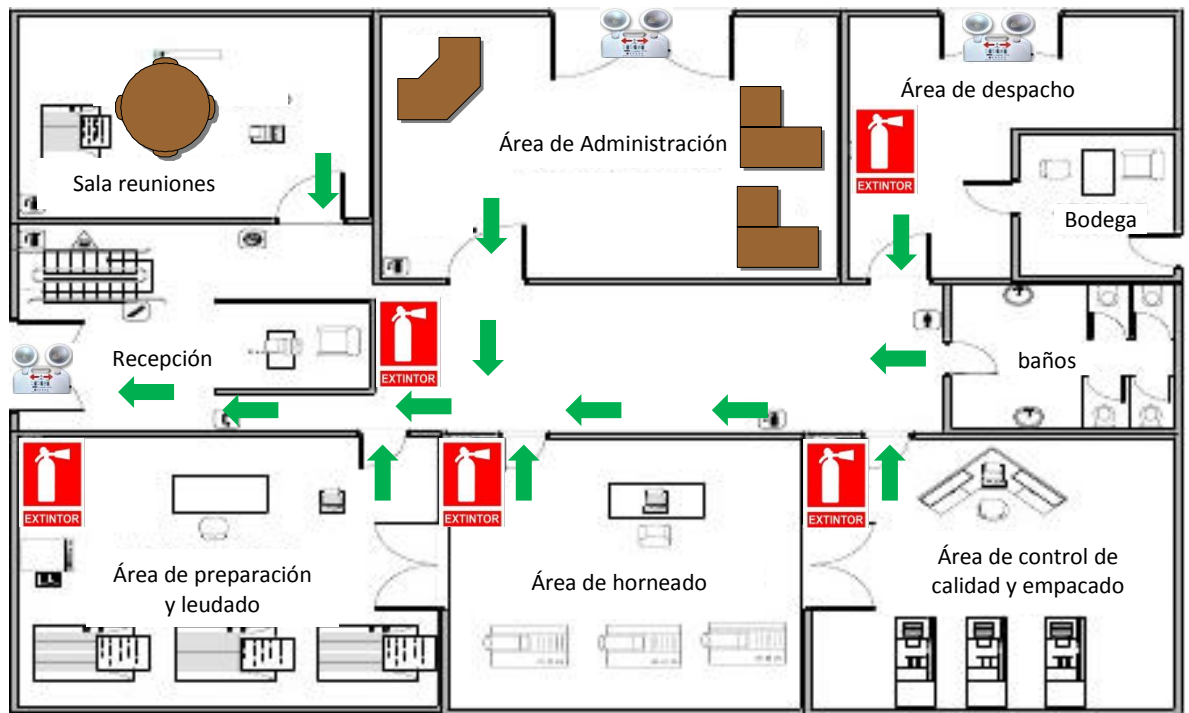 Área de despacho
Área de Administración
Sala reuniones
EXTINTOR
Bodega
Recepción
EXTINTOR
baños
EXTINTOR
EXTINTOR
EXTINTOR
Área de preparación
y leudado
Área de horneado
Área de control de
calidad y empacado